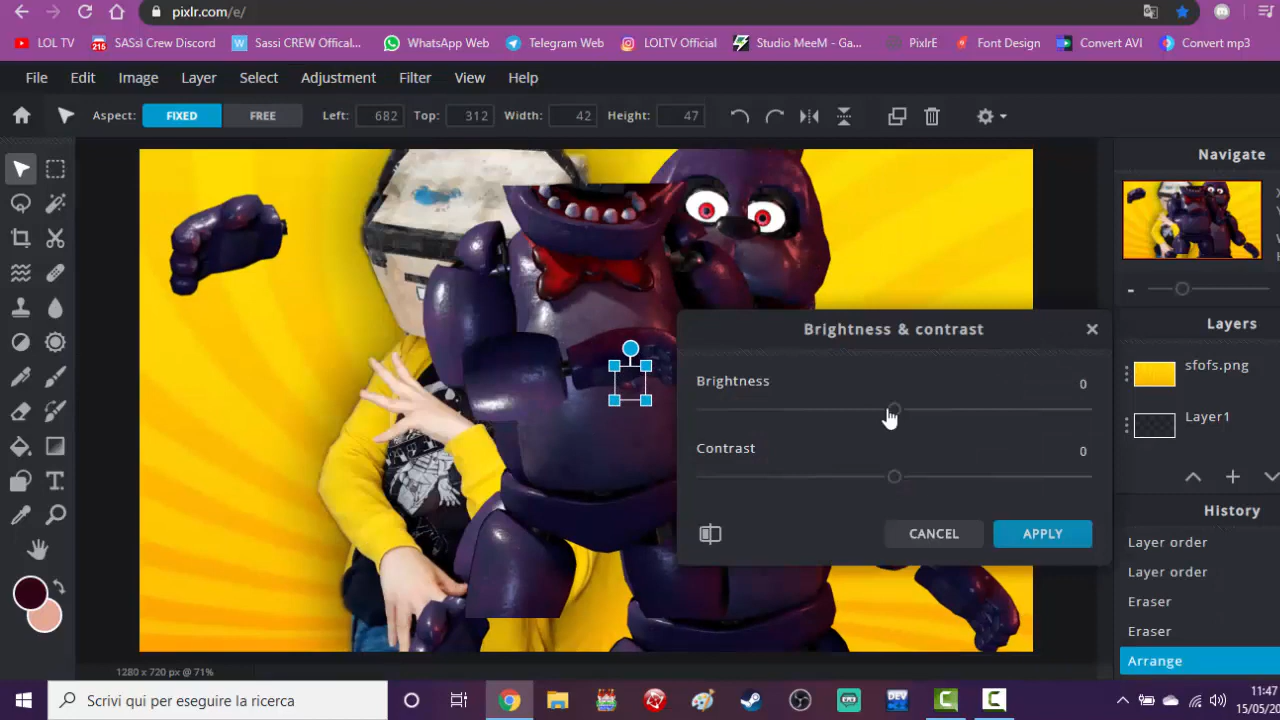 pixlr.com/e/
LOL TV
215
SASsì Crew Discord
W
Sassi CREW Offical...
WhatsApp Web
Telegram Web
LOLTV Official
Studio MeeM - Ga...
PixlrE
Font Design
Convert AVI
Convert mp3
File Edit Image Layer Select Adjustment Filter View Help
Aspect: FIXED FREE Left: 682 Top: 312 Width: 42 Height: 47
Navigate
Brightness & contrast
Brightness 0
Contrast 0
CANCEL APPLY
Layers
sfofs.png
Layer1
History
Layer order
Layer order
Eraser
Eraser
Arrange
1280 x 720 px @ 71%
Scrivi qui per eseguire la ricerca
DEV
11:47
15/05/20